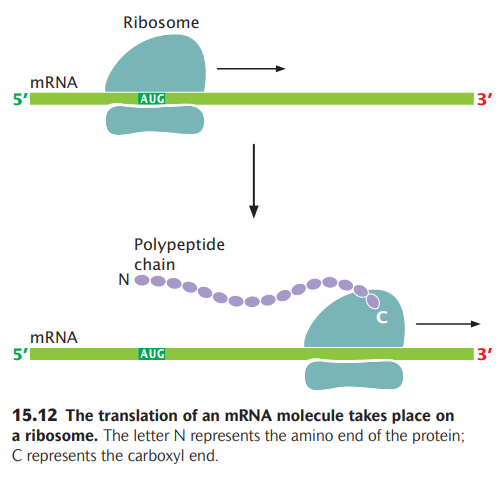 Ribosome
mRNA
5′ AUG 3′
Polypeptide
chain
N
C
mRNA
5′ AUG 3′
15.12 The translation of an mRNA molecule takes place on
a ribosome. The letter N represents the amino end of the protein;
C represents the carboxyl end.